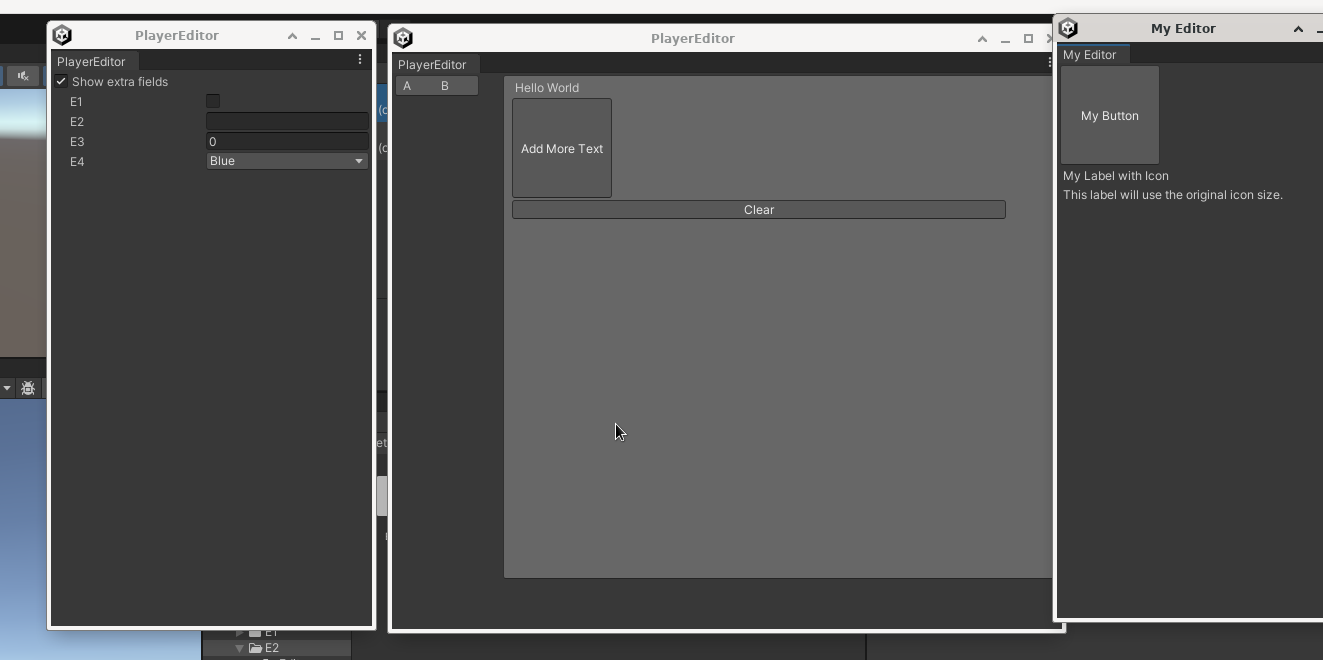 PlayerEditor
PlayerEditor
Show extra fields
E1
E2
E3 0
E4 Blue
PlayerEditor
PlayerEditor
A B
Hello World
Add More Text
Clear
My Editor
My Editor
My Button
My Label with Icon
This label will use the original icon size.
E1
E2